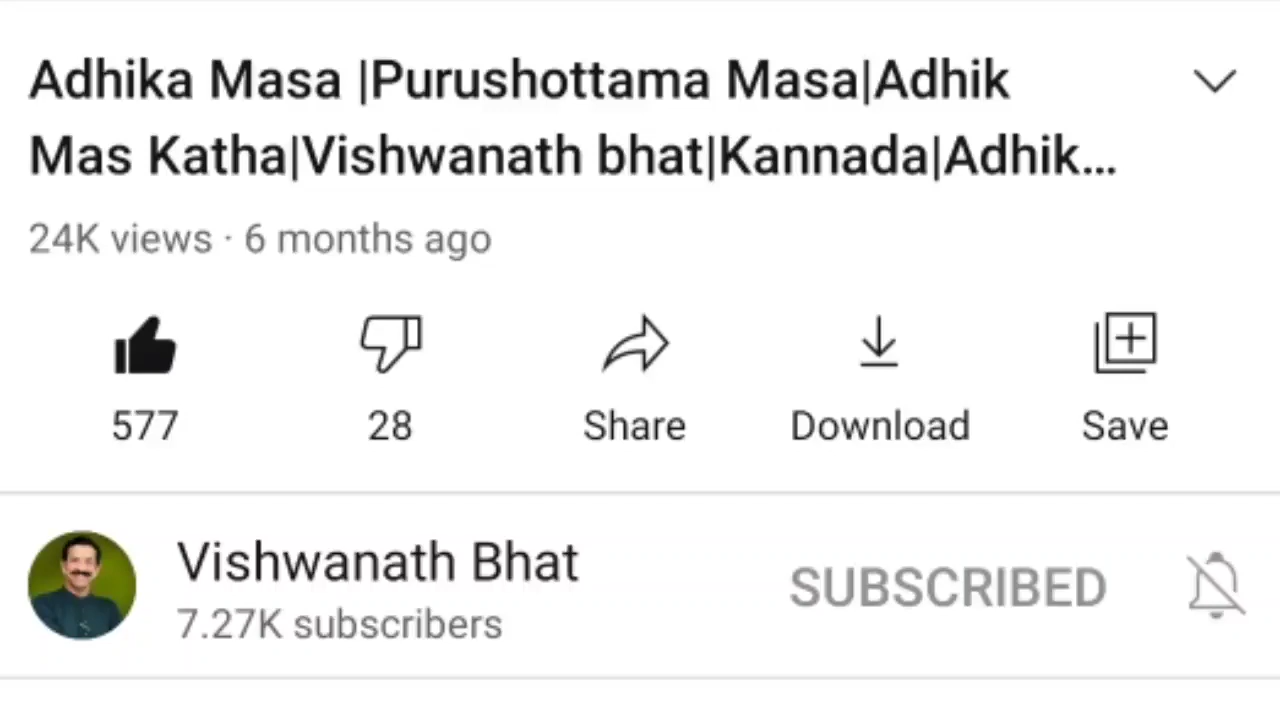 Adhika Masa |Purushottama Masa|Adhik
Mas Katha|Vishwanath bhat|Kannada|Adhik...
24K views · 6 months ago
577 28 Share Download Save
Vishwanath Bhat
7.27K subscribers
SUBSCRIBED